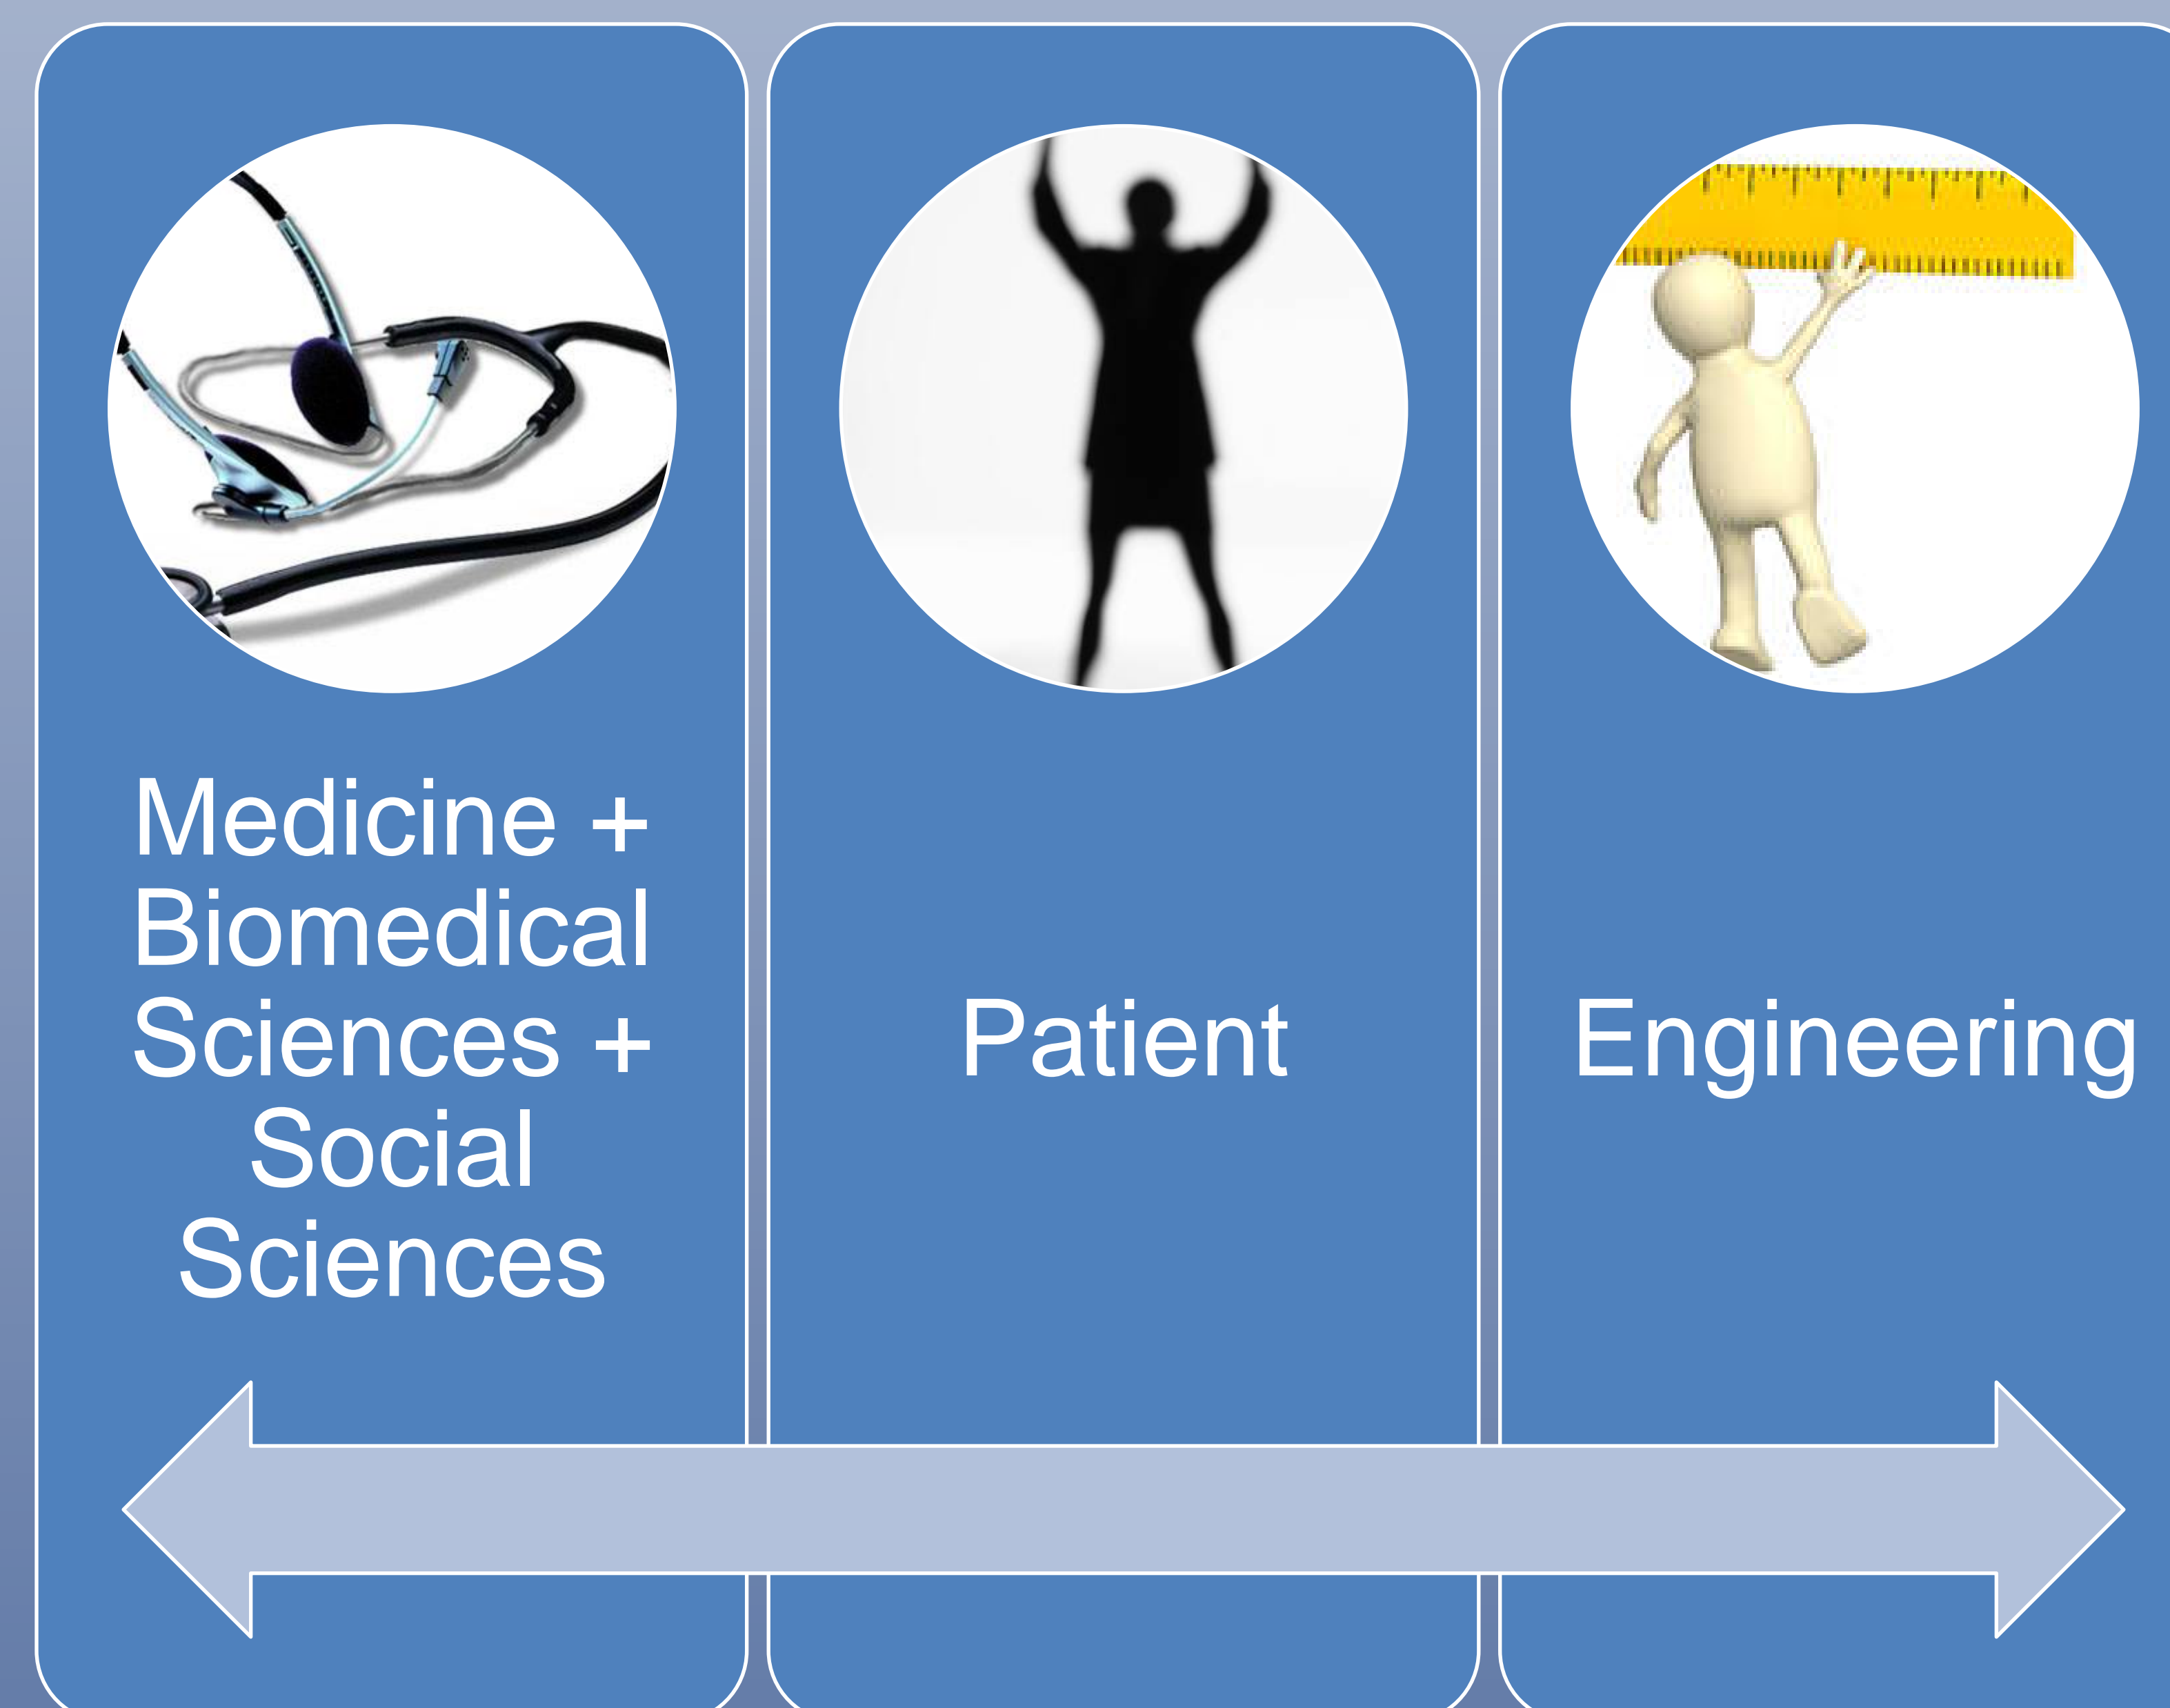 Medicine +
Biomedical
Sciences +
Social
Sciences
Patient
Engineering